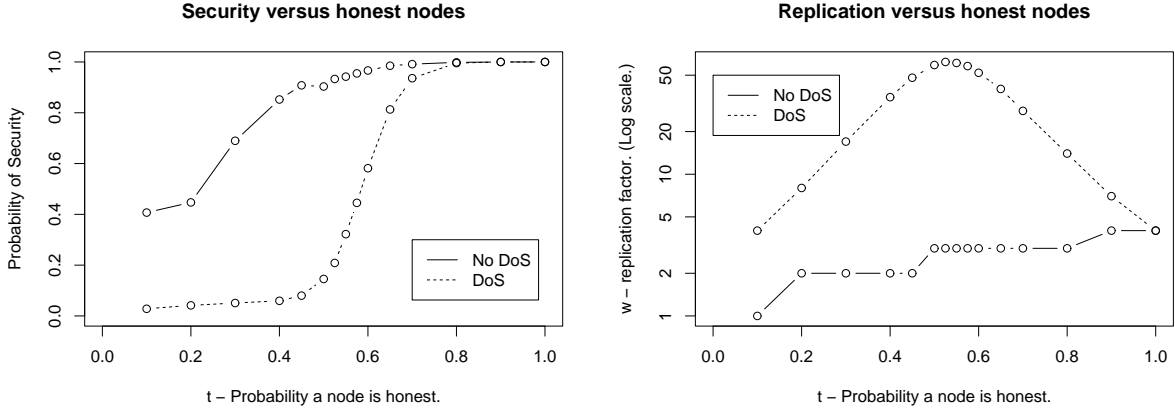 Security versus honest nodes
Probability of Security
1.0
0.8
0.6
0.4
0.2
0.0
No DoS
DoS
0.0 0.2 0.4 0.6 0.8 1.0
t − Probability a node is honest.
Replication versus honest nodes
w − replication factor. (Log scale.)
50
20
10
5
2
1
No DoS
DoS
0.0 0.2 0.4 0.6 0.8 1.0
t − Probability a node is honest.